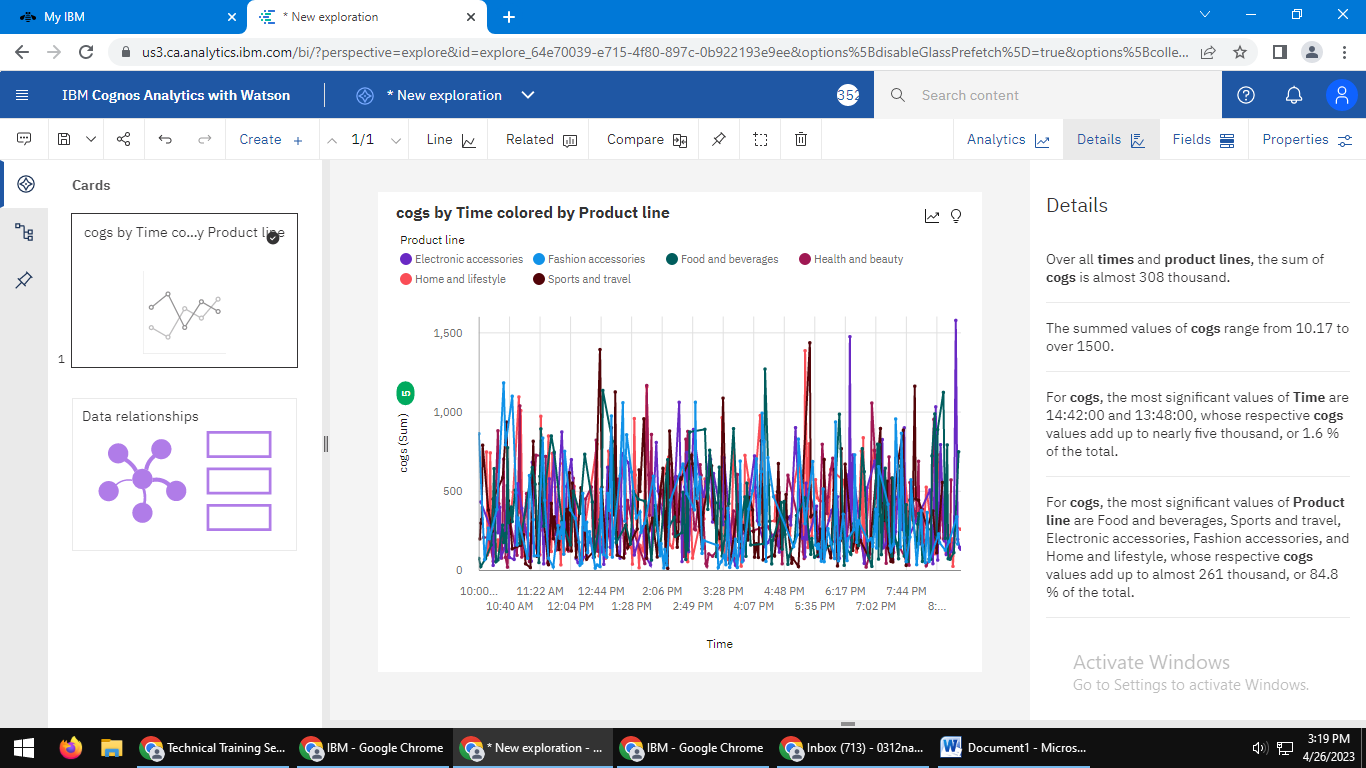 My IBM
* New exploration
us3.ca.analytics.ibm.com/bi/?perspective=explore&id=explore_64e70039-e715-4f80-897c-0b922193e9ee&options%5BdisableGlassPrefetch%5D=true&options%5Bcolle...
IBM Cognos Analytics with Watson
* New exploration
352
Search content
Create +
1/1
Line
Related
Compare
Analytics
Details
Fields
Properties
Cards
cogs by Time co...y Product line
1
Data relationships
cogs by Time colored by Product line
Product line
Electronic accessories
Fashion accessories
Food and beverages
Health and beauty
Home and lifestyle
Sports and travel
cogs (Sum)
1,500
1,000
500
0
10:00... 11:22 AM 12:44 PM 2:06 PM 3:28 PM 4:48 PM 6:17 PM 7:44 PM
10:40 AM 12:04 PM 1:28 PM 2:49 PM 4:07 PM 5:35 PM 7:02 PM 8:...
Time
Details
Over all times and product lines, the sum of
cogs is almost 308 thousand.
The summed values of cogs range from 10.17 to
over 1500.
For cogs, the most significant values of Time are
14:42:00 and 13:48:00, whose respective cogs
values add up to nearly five thousand, or 1.6 %
of the total.
For cogs, the most significant values of Product
line are Food and beverages, Sports and travel,
Electronic accessories, Fashion accessories, and
Home and lifestyle, whose respective cogs
values add up to almost 261 thousand, or 84.8
% of the total.
Activate Windows
Go to Settings to activate Windows.
Technical Training Se...
IBM - Google Chrome
* New exploration - ...
IBM - Google Chrome
Inbox (713) - 0312na...
Document1 - Micros...
3:19 PM
4/26/2023